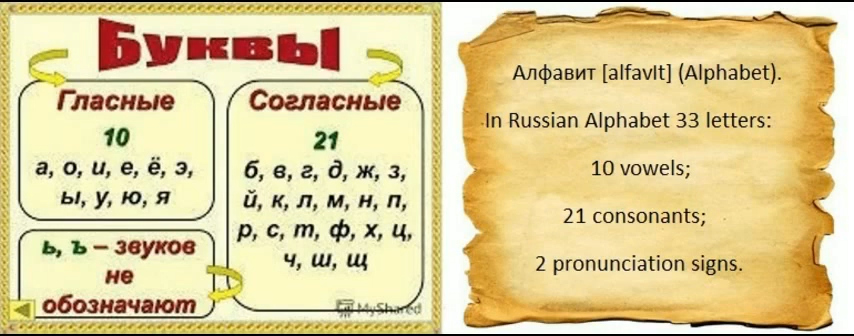 Буквы
Гласные
10
а, о, и, е, ё, э,
ы, у, ю, я
ь, ъ – звуков
не
обозначают
Согласные
21
б, в, г, д, ж, з,
й, к, л, м, н, п,
р, с, т, ф, х, ц,
ч, ш, щ
MyShared
Алфавит [alfavIt] (Alphabet).
In Russian Alphabet 33 letters:
10 vowels;
21 consonants;
2 pronunciation signs.